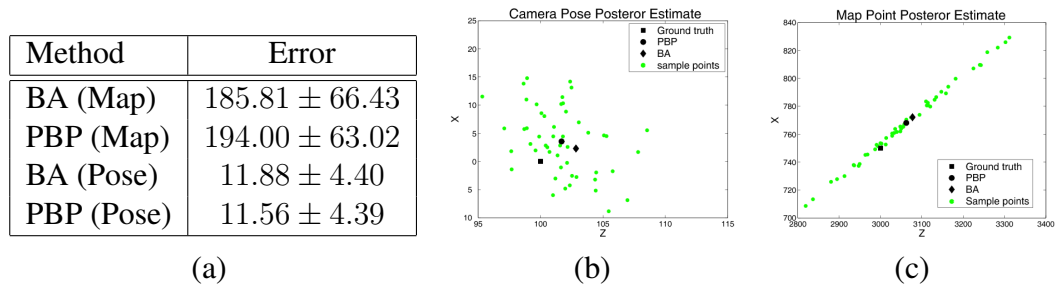 Method Error
BA (Map) 185.81 ± 66.43
PBP (Map) 194.00 ± 63.02
BA (Pose) 11.88 ± 4.40
PBP (Pose) 11.56 ± 4.39
(a)
Camera Pose Posteror Estimate
25
20
15
10
5
0
5
10
X
95 100 105 110 115
Z
Ground truth
PBP
BA
sample points
(b)
Map Point Posteror Estimate
840
820
800
780
760
740
720
700
X
2800 2900 3000 3100 3200 3300 3400
Z
Ground truth
PBP
BA
Sample points
(c)